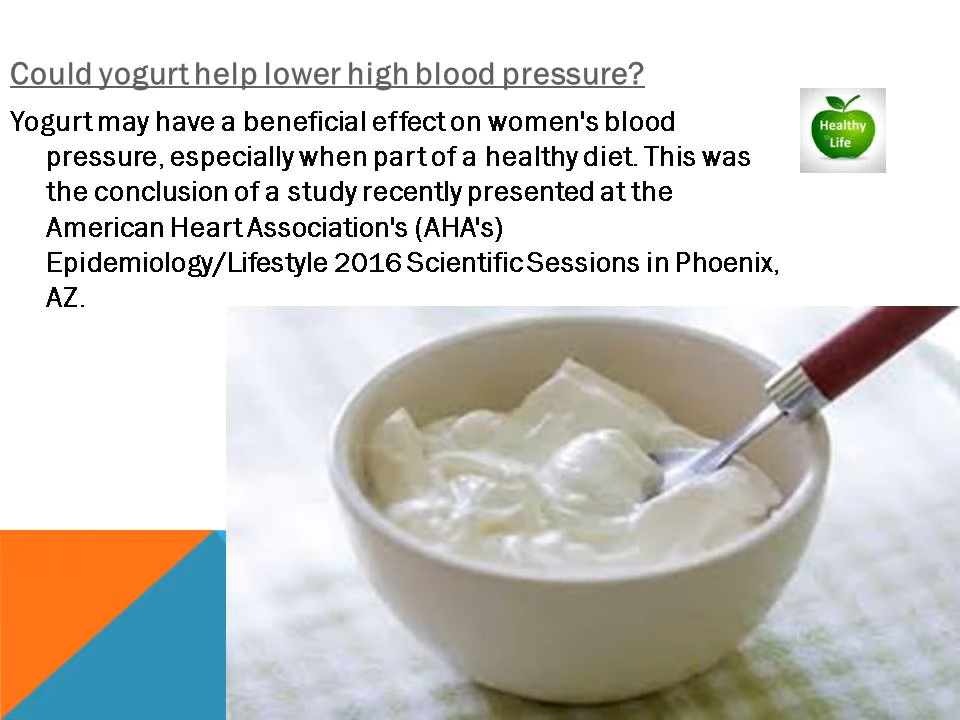 Could yogurt help lower high blood pressure?
Yogurt may have a beneficial effect on women's blood
pressure, especially when part of a healthy diet. This was
the conclusion of a study recently presented at the
American Heart Association's (AHA's)
Epidemiology/Lifestyle 2016 Scientific Sessions in Phoenix,
AZ.
Healthy
Life